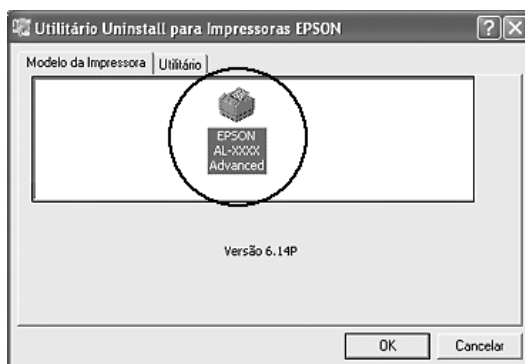 Utilitário Uninstall para Impressoras EPSON
Modelo da Impressora Utilitário
EPSON
AL-XXXX
Advanced
Versão 6.14P
OK Cancelar